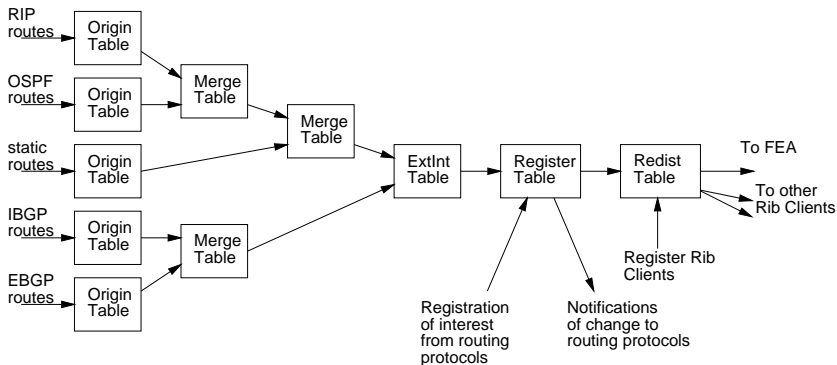 RIP
routes
Origin
Table
OSPF
routes
Origin
Table
Merge
Table
static
routes
Origin
Table
Merge
Table
IBGP
routes
Origin
Table
EBGP
routes
Origin
Table
Merge
Table
ExtInt
Table
Register
Table
Redist
Table
To FEA
To other
Rib Clients
Register Rib
Clients
Registration
of interest
from routing
protocols
Notifications
of change to
routing protocols